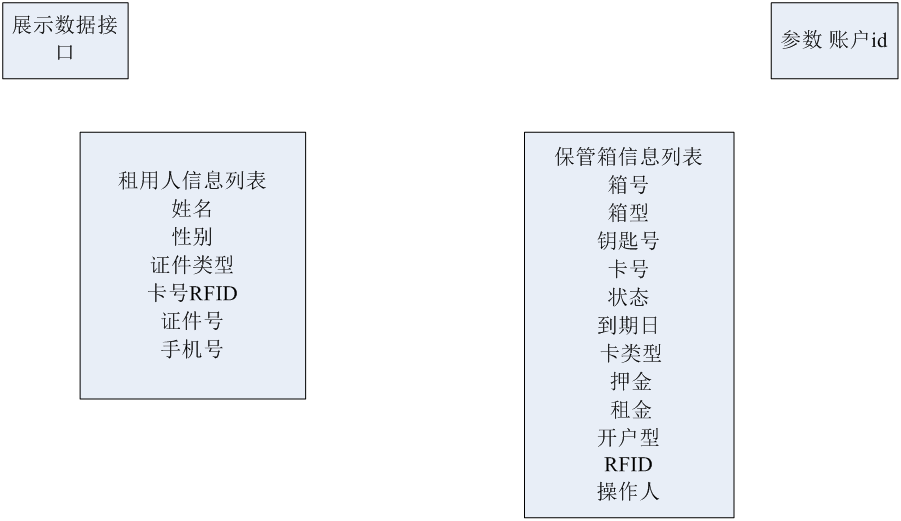 展示数据接
口
参数 账户id
租用人信息列表
姓名
性别
证件类型
卡号RFID
证件号
手机号
保管箱信息列表
箱号
箱型
钥匙号
卡号
状态
到期日
卡类型
押金
租金
开户型
RFID
操作人